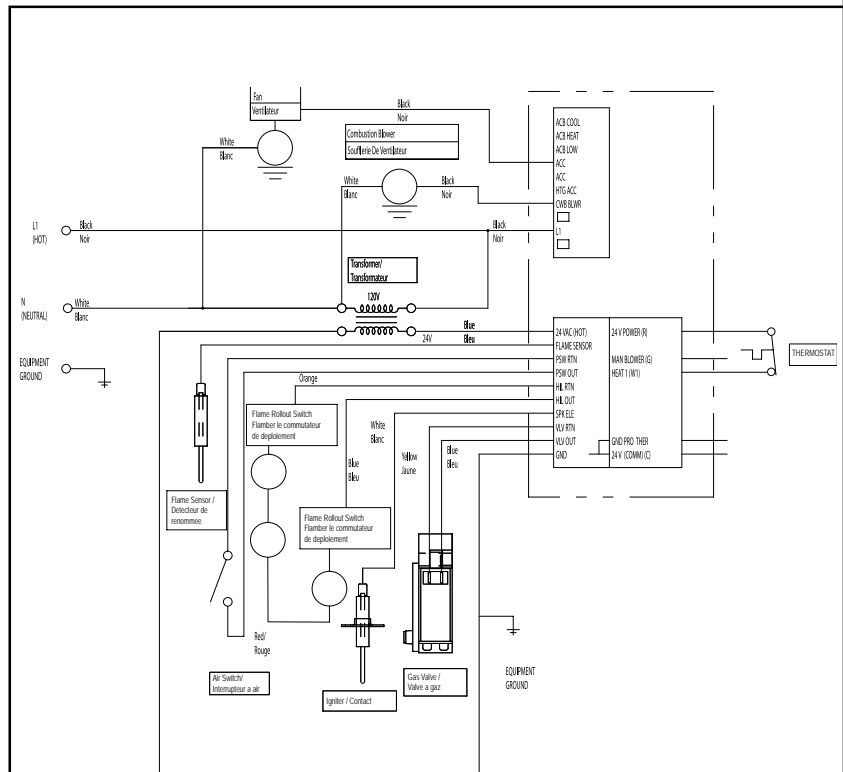 Fan
Ventilateur
Black
Noir
White
Blanc
Combustion Blower
Soufflerie De Ventilateur
White
Blanc
Black
Noir
ACB COOL
ACB HEAT
ACB LOW
ACC
ACC
HTG ACC
CWB BLWR
L1
L1
(HOT)
Black
Noir
Black
Noir
Transformer/
Transformateur
120V
N
(NEUTRAL)
White
Blanc
24V
Blue
Bleu
EQUIPMENT
GROUND
24 VAC (HOT)
FLAME SENSOR
PSW RTN
PSW OUT
HIL RTN
HIL OUT
SPK ELE
VLV RTN
VLV OUT
GND
24 V POWER (R)
MAN BLOWER (G)
HEAT 1 (W1)
GND PRO THER
24 V (COMM) (C)
THERMOSTAT
Orange
Flame Rollout Switch
Flamber le commutateur
de deploiement
White
Blanc
Yellow
Jaune
Blue
Bleu
Blue
Bleu
Flame Sensor /
Detecteur de
renommee
Flame Rollout Switch
Flamber le commutateur
de deploiement
Red/
Rouge
Air Switch/
Interrupteur a air
Igniter / Contact
Gas Valve /
Valve a gaz
EQUIPMENT
GROUND